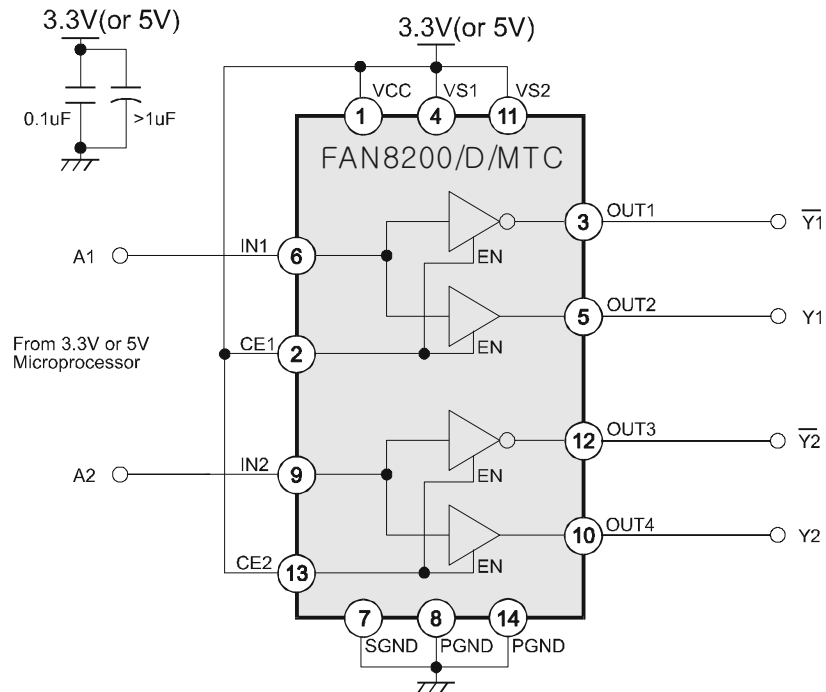 3.3V(or 5V)
0.1uF
>1uF
3.3V(or 5V)
VCC
VS1
VS2
1
4
11
FAN8200/D/MTC
A1
IN1
6
EN
3
OUT1
Y̅1̅
From 3.3V or 5V
Microprocessor
CE1
2
EN
5
OUT2
Y1
A2
IN2
9
EN
12
OUT3
Y̅2̅
CE2
13
EN
10
OUT4
Y2
7
8
14
SGND
PGND
PGND